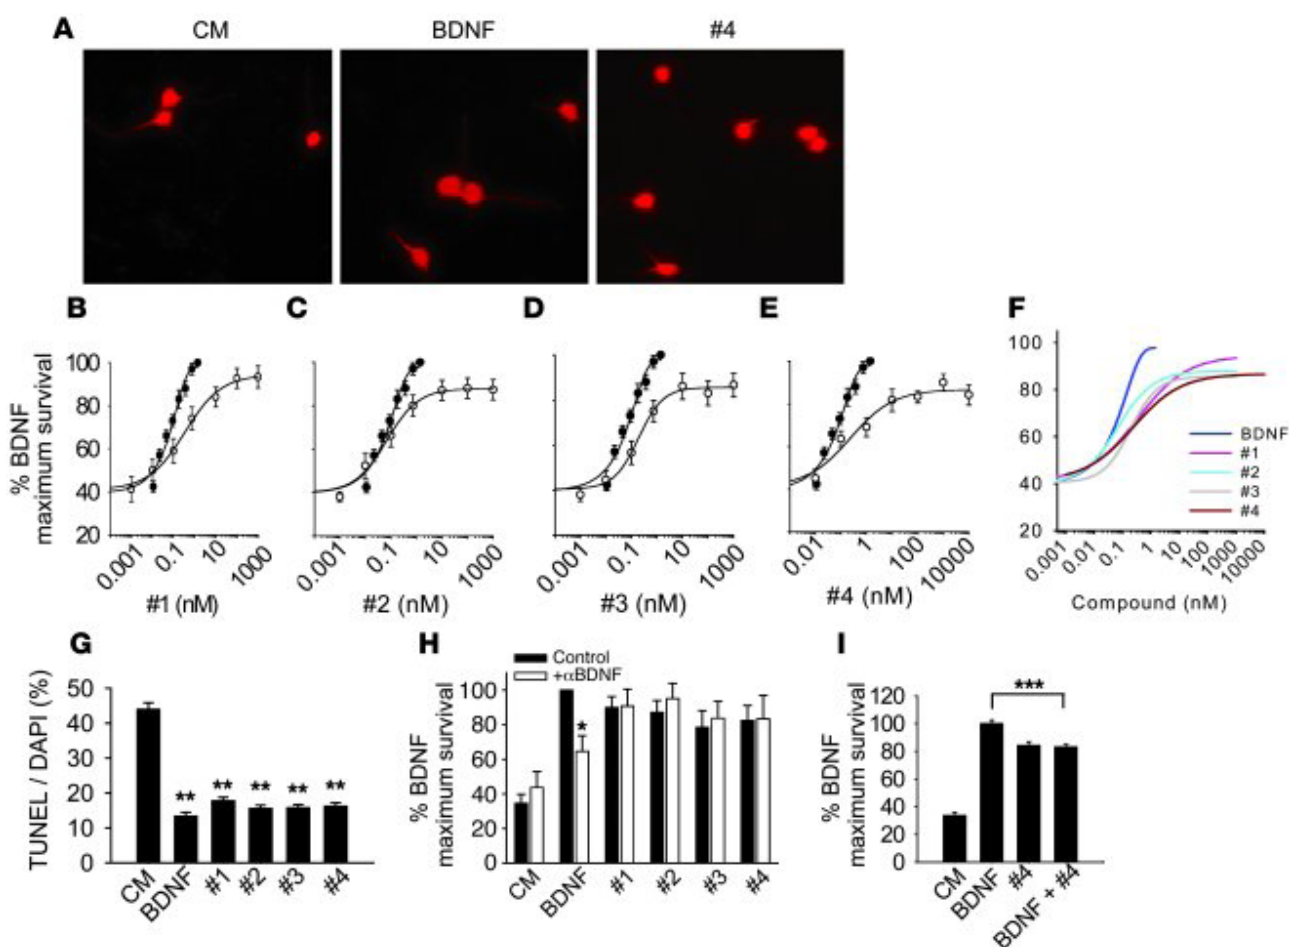 A
CM
BDNF
#4
B
C
D
E
F
% BDNF
maximum survival
100
80
60
40
20
0.001
0.1
10
1000
#1 (nM)
0.001
0.1
10
1000
#2 (nM)
0.001
0.1
10
1000
#3 (nM)
0.01
1
100
10000
#4 (nM)
100
80
60
40
20
BDNF
#1
#2
#3
#4
0.001
0.01
0.1
1
10
100
1000
10000
Compound (nM)
G
TUNEL / DAPI (%)
50
40
30
20
10
0
**
**
**
**
**
CM
BDNF
#1
#2
#3
#4
H
Control
+αBDNF
% BDNF
maximum survival
100
80
60
40
20
0
*
CM
BDNF
#1
#2
#3
#4
I
% BDNF
maximum survival
120
100
80
60
40
20
0
***
CM
BDNF
#4
BDNF + #4